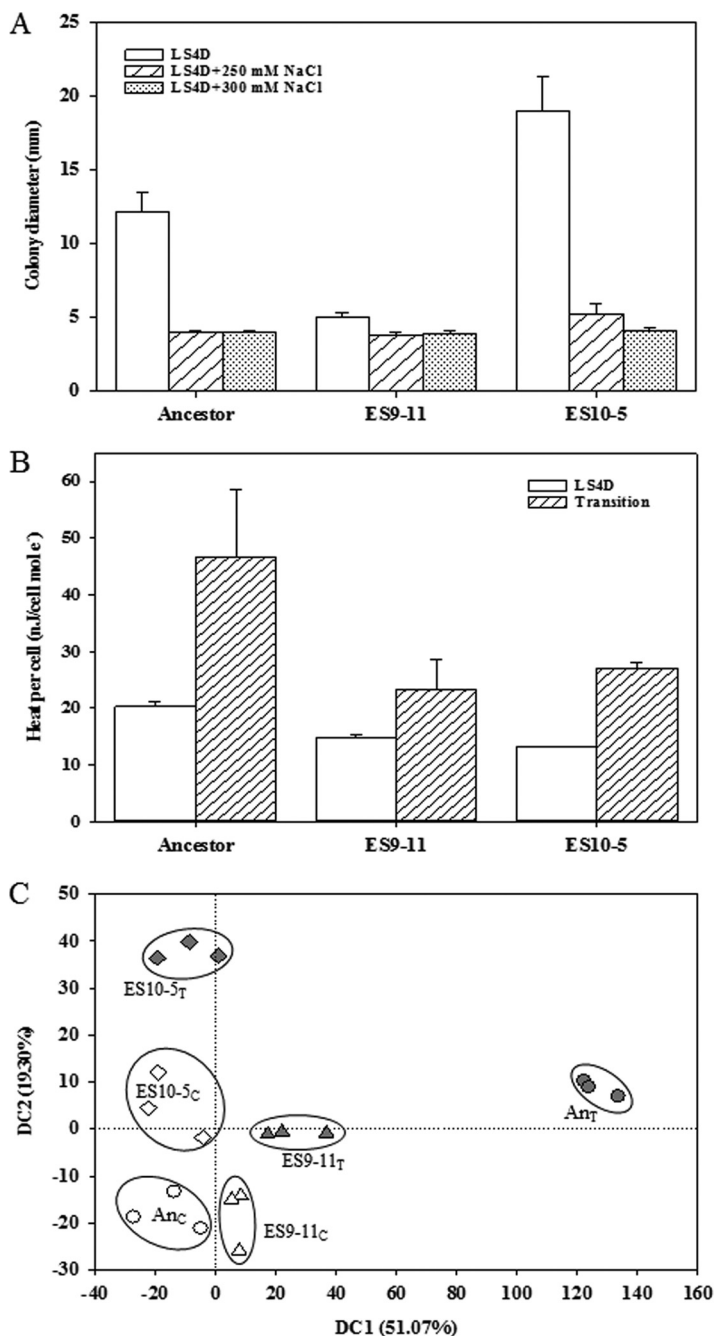 A
25
20
15
10
5
0
Colony diameter (mm)
LS4D
LS4D+250 mM NaCl
LS4D+300 mM NaCl
Ancestor ES9-11 ES10-5
B
60
50
40
30
20
10
0
Heat per cell (nJ/cell mole⁻)
LS4D
Transition
Ancestor ES9-11 ES10-5
C
50
40
30
20
10
0
-10
-20
-30
DC2 (19.30%)
ES10-5T
ES10-5C
AnT
ES9-11T
AnC
ES9-11C
-40 -20 0 20 40 60 80 100 120 140 160
DC1 (51.07%)